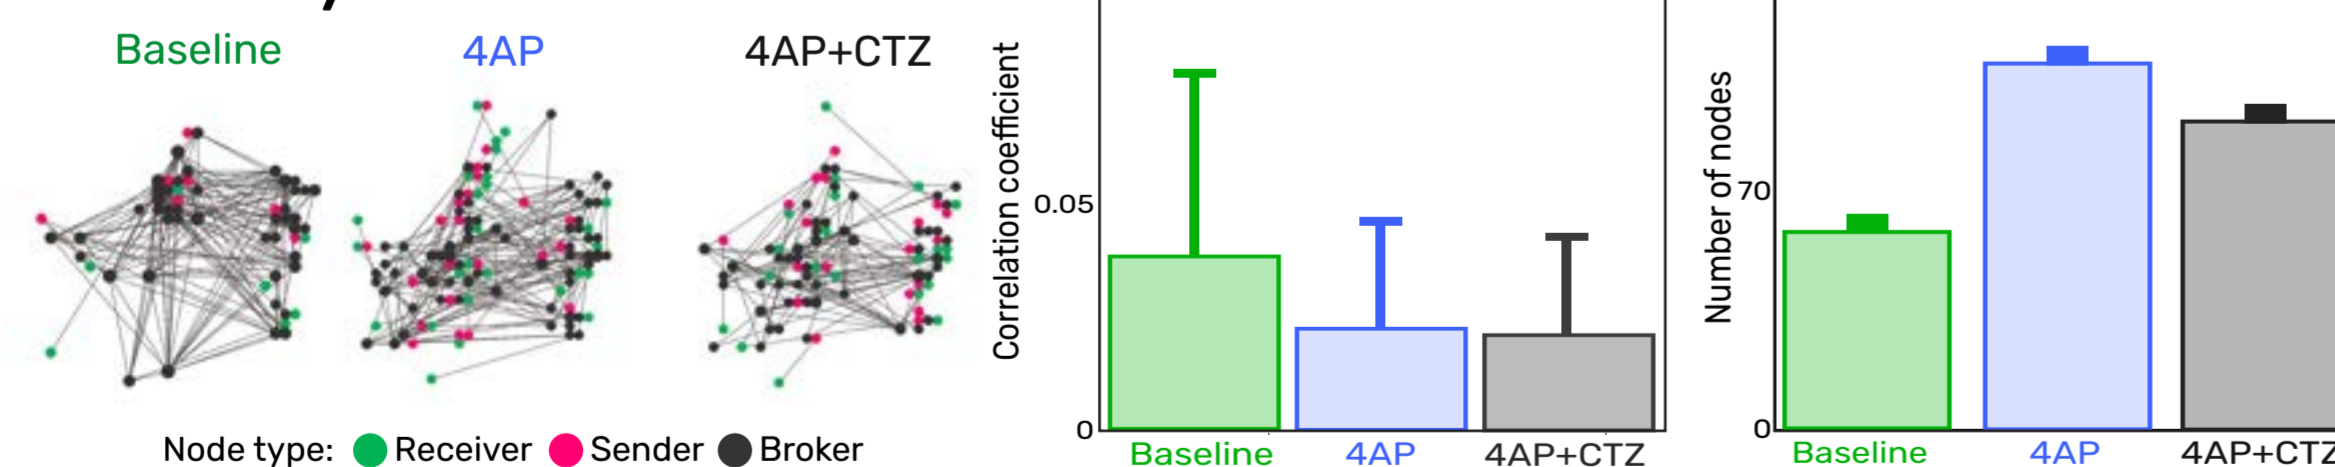 Baseline
4AP
4AP+CTZ
Node type: Receiver Sender Broker
Correlation coefficient
0.05
0
Baseline
4AP
4AP+CTZ
Number of nodes
70
0
Baseline
4AP
4AP+CTZ